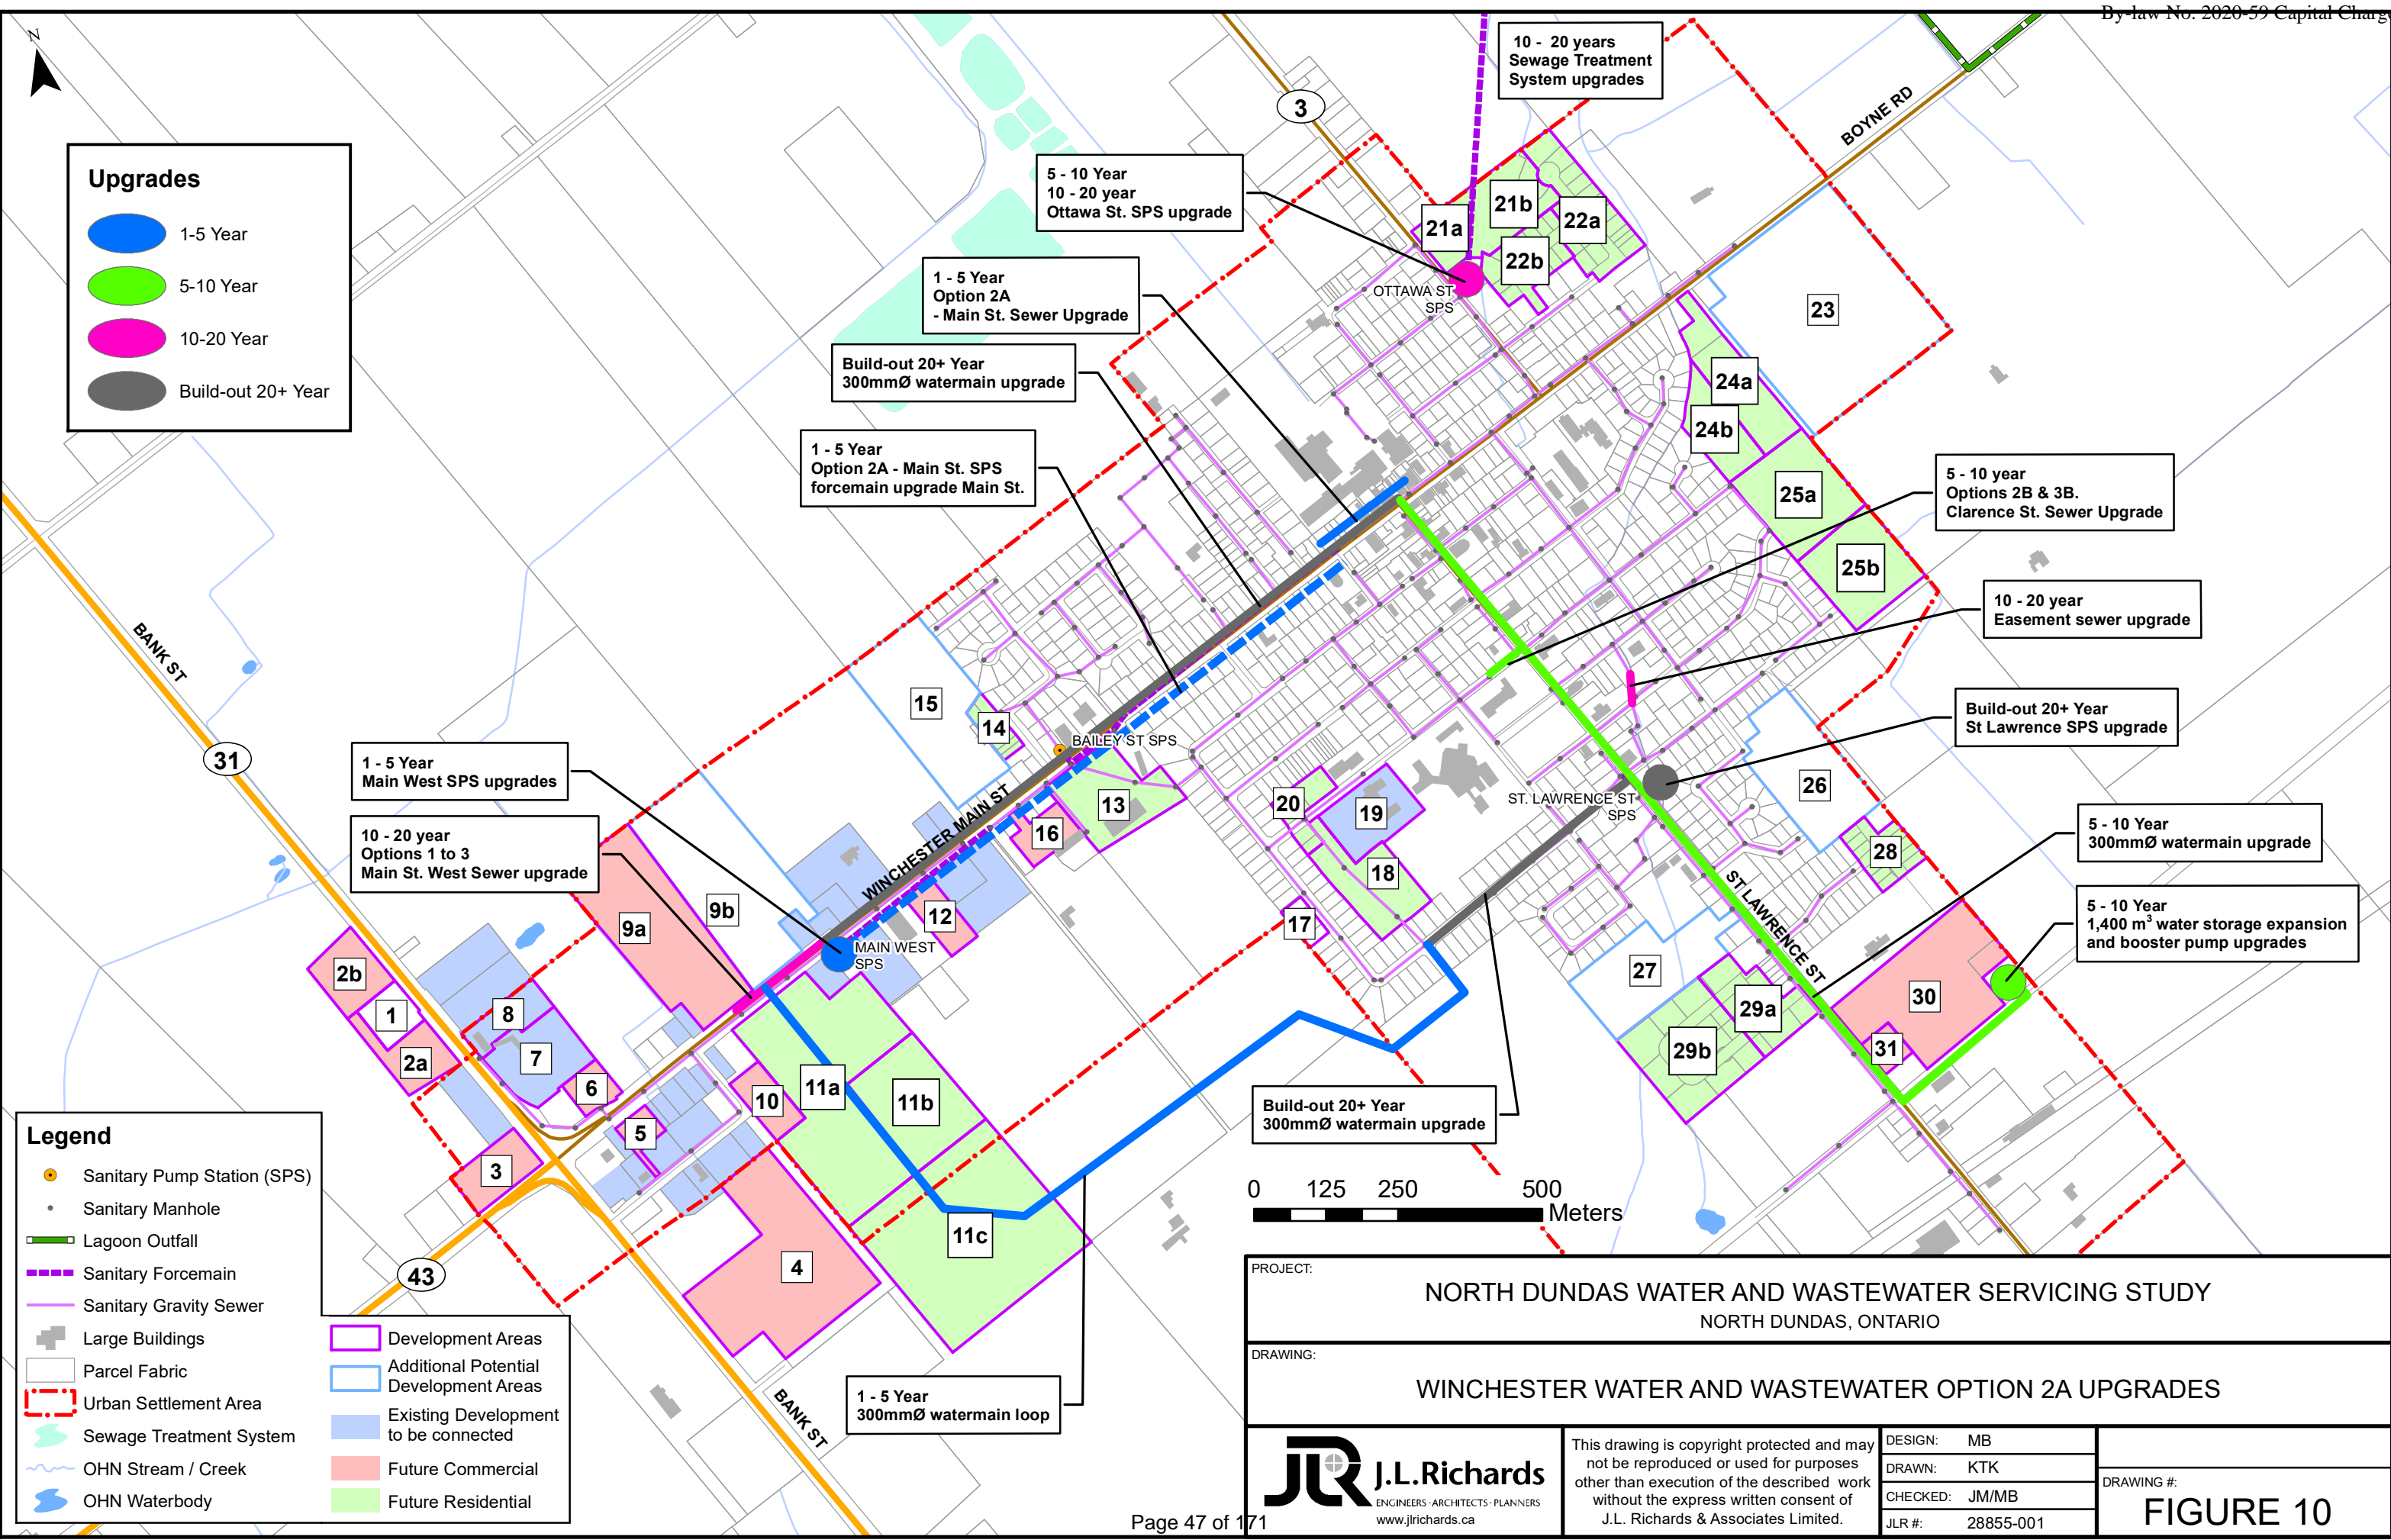 By-law No. 2020-59 Capital Charg
N
Upgrades
1-5 Year
5-10 Year
10-20 Year
Build-out 20+ Year
10 - 20 years
Sewage Treatment
System upgrades
3
BOYNE RD
5 - 10 Year
10 - 20 year
Ottawa St. SPS upgrade
21a
21b
22a
22b
OTTAWA ST
SPS
1 - 5 Year
Option 2A
- Main St. Sewer Upgrade
23
Build-out 20+ Year
300mmØ watermain upgrade
24a
24b
1 - 5 Year
Option 2A - Main St. SPS
forcemain upgrade Main St.
25a
25b
5 - 10 year
Options 2B & 3B.
Clarence St. Sewer Upgrade
10 - 20 year
Easement sewer upgrade
BANK ST
31
15
14
BAILEY ST SPS
Build-out 20+ Year
St Lawrence SPS upgrade
1 - 5 Year
Main West SPS upgrades
10 - 20 year
Options 1 to 3
Main St. West Sewer upgrade
WINCHESTER MAIN ST
13
16
20
19
18
17
ST. LAWRENCE ST
SPS
26
28
5 - 10 Year
300mmØ watermain upgrade
5 - 10 Year
1,400 m³ water storage expansion
and booster pump upgrades
ST LAWRENCE ST
9a
9b
12
MAIN WEST
SPS
27
29a
29b
30
31
2b
1
2a
8
7
6
5
10
11a
11b
11c
3
4
43
BANK ST
Build-out 20+ Year
300mmØ watermain upgrade
0 125 250 500
Meters
1 - 5 Year
300mmØ watermain loop
Legend
Sanitary Pump Station (SPS)
Sanitary Manhole
Lagoon Outfall
Sanitary Forcemain
Sanitary Gravity Sewer
Large Buildings
Parcel Fabric
Urban Settlement Area
Sewage Treatment System
OHN Stream / Creek
OHN Waterbody
Development Areas
Additional Potential
Development Areas
Existing Development
to be connected
Future Commercial
Future Residential
PROJECT:
NORTH DUNDAS WATER AND WASTEWATER SERVICING STUDY
NORTH DUNDAS, ONTARIO
DRAWING:
WINCHESTER WATER AND WASTEWATER OPTION 2A UPGRADES
JLR J.L.Richards
ENGINEERS · ARCHITECTS · PLANNERS
www.jlrichards.ca
This drawing is copyright protected and may
not be reproduced or used for purposes
other than execution of the described work
without the express written consent of
J.L. Richards & Associates Limited.
DESIGN: MB
DRAWN: KTK
CHECKED: JM/MB
JLR #: 28855-001
DRAWING #:
FIGURE 10
Page 47 of 171